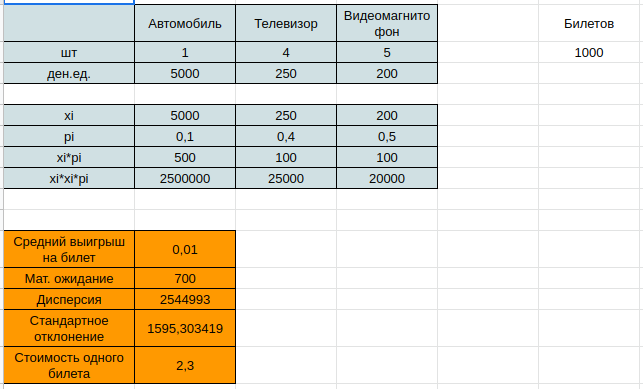 Автомобиль Телевизор Видеомагнито
фон Билетов
шт 1 4 5 1000
ден.ед. 5000 250 200
xi 5000 250 200
pi 0,1 0,4 0,5
xi*pi 500 100 100
xi*xi*pi 2500000 25000 20000
Средний выигрыш
на билет 0,01
Мат. ожидание 700
Дисперсия 2544993
Стандартное
отклонение 1595,303419
Стоимость одного
билета 2,3